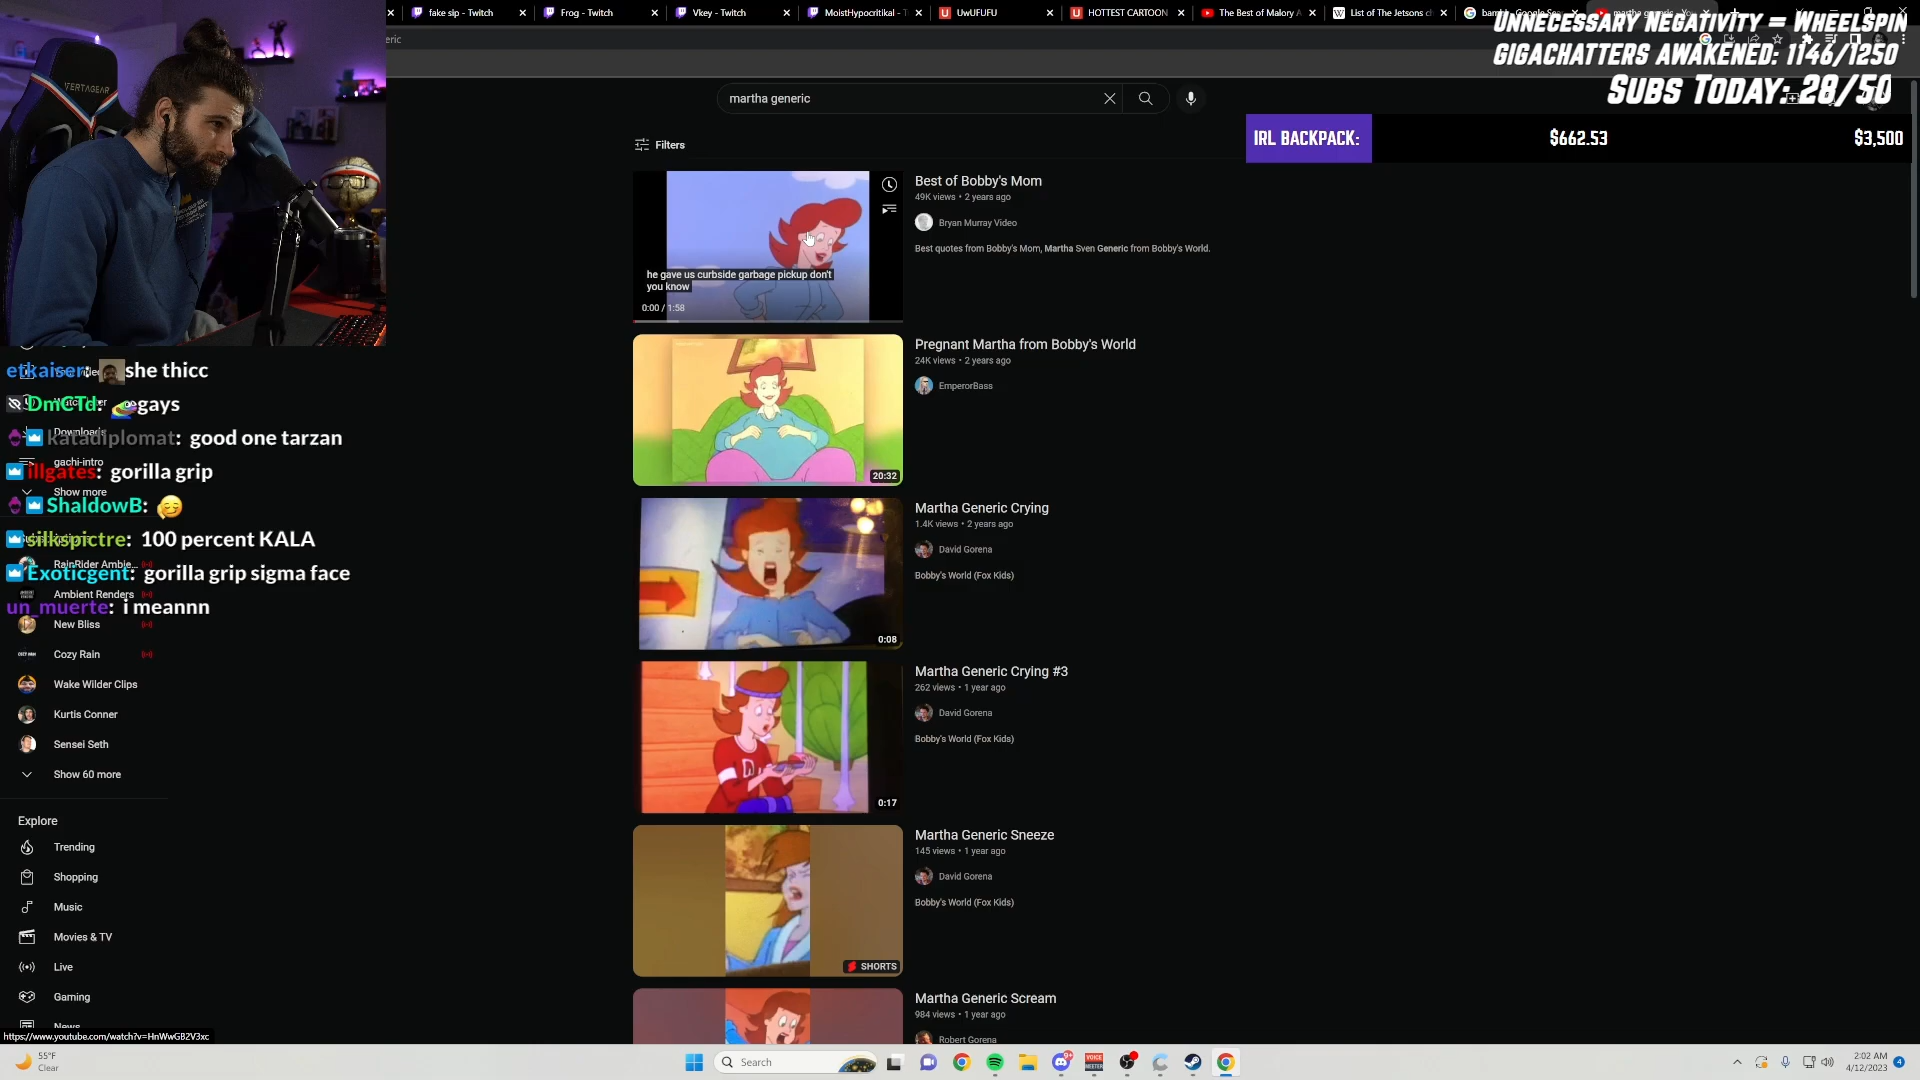 fake sip - Twitch
Frog - Twitch
Vkey - Twitch
MoistHypocritikal - T
UwUFUFU
HOTTEST CARTOON
The Best of Malory A
List of The Jetsons ch
UNNECESSARY NEGATIVITY = WHEELSPIN
GIGACHATTERS AWAKENED: 1146/1250
SUBS TODAY: 28/50
IRL BACKPACK: $662.53 $3,500
VERTAGEAR
eric
martha generic
Filters
Best of Bobby's Mom
49K views • 2 years ago
Bryan Murray Video
Best quotes from Bobby's Mom, Martha Sven Generic from Bobby's World.
he gave us curbside garbage pickup don't
you know
0:00 / 1:58
Pregnant Martha from Bobby's World
24K views • 2 years ago
EmperorBass
20:32
Martha Generic Crying
1.4K views • 2 years ago
David Gorena
Bobby's World (Fox Kids)
0:08
Martha Generic Crying #3
262 views • 1 year ago
David Gorena
Bobby's World (Fox Kids)
0:17
Martha Generic Sneeze
145 views • 1 year ago
David Gorena
Bobby's World (Fox Kids)
SHORTS
Martha Generic Scream
984 views • 1 year ago
Robert Gorena
etkaiser: she thicc
DmCTd: gays
katadiplomat: good one tarzan
Downloads
gachi-intro
illgates: gorilla grip
Show more
ShaldowB:
silkspictre: 100 percent KALA
RainRider Ambie...
Exoticgent: gorilla grip sigma face
Ambient Renders
un_muerte: i meannn
New Bliss
Cozy Rain
Wake Wilder Clips
Kurtis Conner
Sensei Seth
Show 60 more
Explore
Trending
Shopping
Music
Movies & TV
Live
Gaming
News
https://www.youtube.com/watch?v=HnWwGB2V3xc
55°F
Clear
Search
2:02 AM
4/12/2023
4